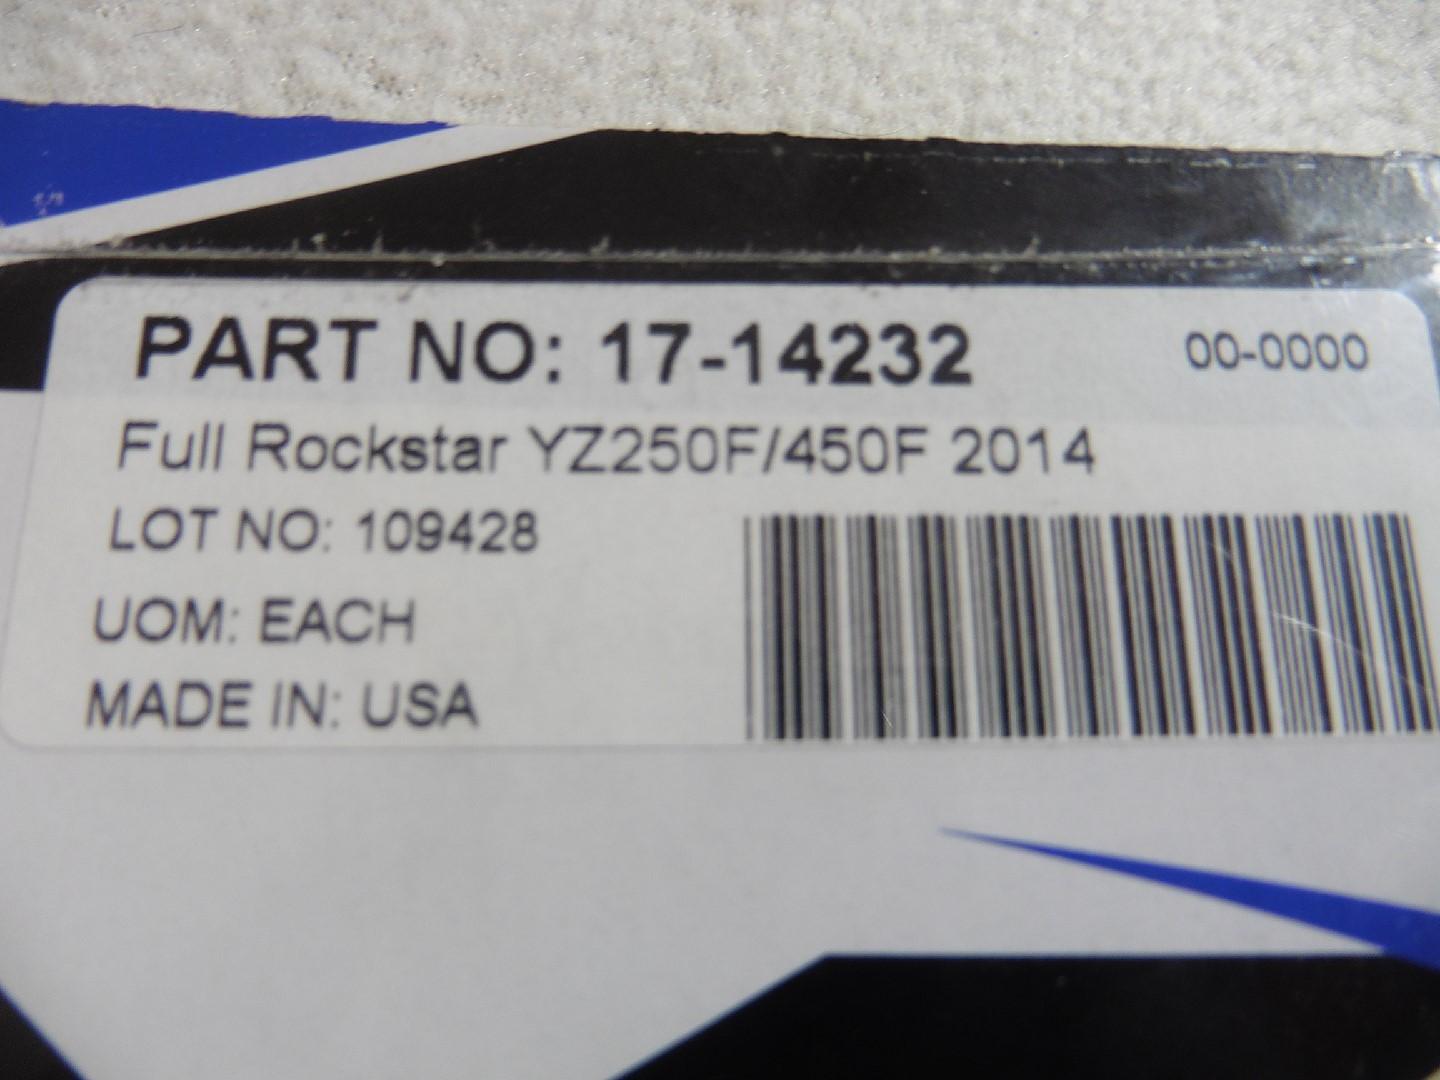 PART NO: 17-14232 00-0000
Full Rockstar YZ250F/450F 2014
LOT NO: 109428
UOM: EACH
MADE IN: USA